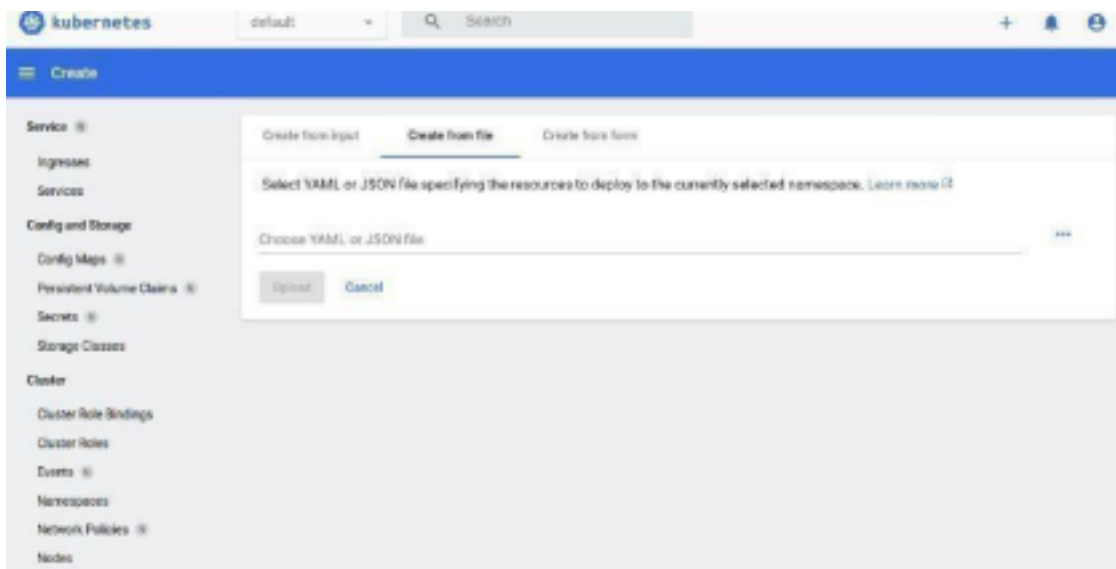 kubernetes
default
Search
Create
Service N
Ingresses
Services
Config and Storage
Config Maps N
Persistent Volume Claims N
Secrets N
Storage Classes
Cluster
Cluster Role Bindings
Cluster Roles
Events N
Namespaces
Network Policies N
Nodes
Create from input
Create from file
Create from form
Select YAML or JSON file specifying the resources to deploy to the currently selected namespace. Learn more
Choose YAML or JSON file
Upload
Cancel